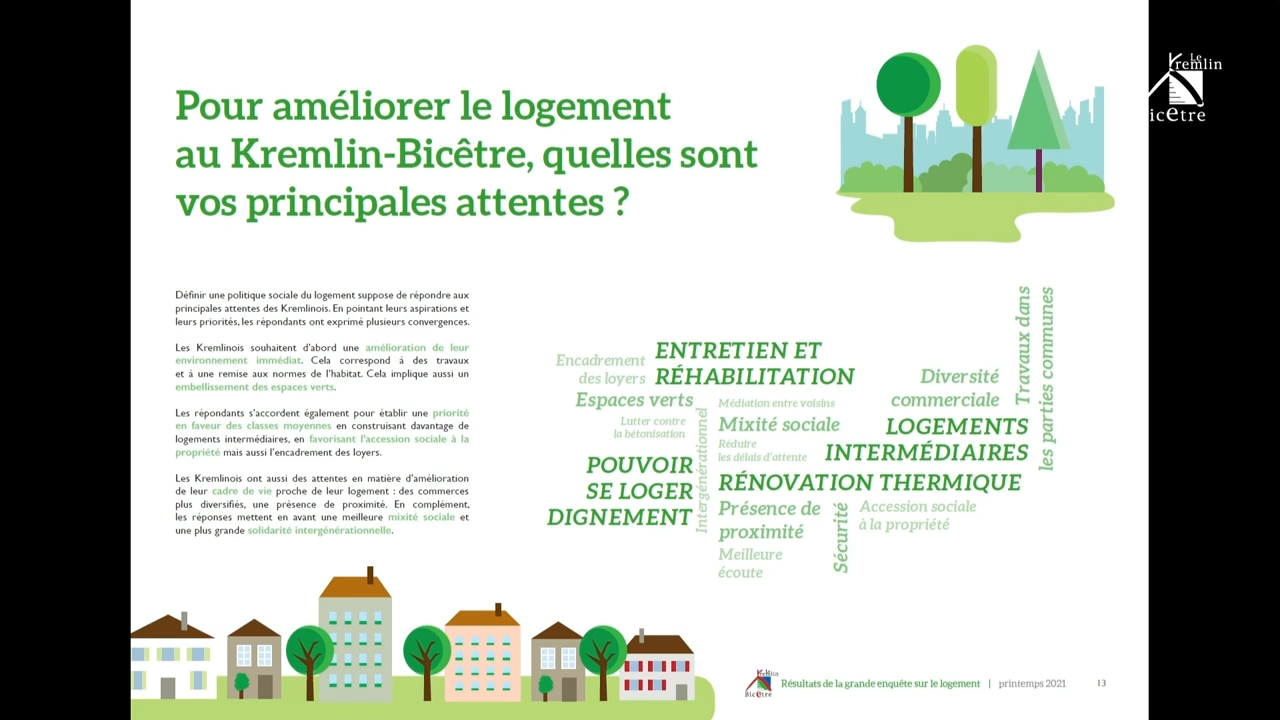 Pour améliorer le logement
au Kremlin-Bicêtre, quelles sont
vos principales attentes ?
Le
Kremlin
Bicetre
Définir une politique sociale du logement suppose de répondre aux
principales attentes des Kremlinois. En pointant leurs aspirations et
leurs priorités, les répondants ont exprimé plusieurs convergences.
Les Kremlinois souhaitent d'abord une amélioration de leur
environnement immédiat. Cela correspond à des travaux
et à une remise aux normes de l'habitat. Cela implique aussi un
embellissement des espaces verts.
Les répondants s'accordent également pour établir une priorité
en faveur des classes moyennes en construisant davantage de
logements intermédiaires, en favorisant l'accession sociale à la
propriété mais aussi l'encadrement des loyers.
Les Kremlinois ont aussi des attentes en matière d'amélioration
de leur cadre de vie proche de leur logement : des commerces
plus diversifiés, une présence de proximité. En complément,
les réponses mettent en avant une meilleure mixité sociale et
une plus grande solidarité intergénérationnelle.
Encadrement
des loyers
ENTRETIEN ET
RÉHABILITATION
Espaces verts
Lutter contre
la bétonisation
POUVOIR
SE LOGER
DIGNEMENT
Intergénérationnel
Médiation entre voisins
Mixité sociale
Réduire
les délais d'attente
Diversité
commerciale
LOGEMENTS
INTERMÉDIAIRES
Travaux dans
les parties communes
RÉNOVATION THERMIQUE
Présence de
proximité
Meilleure
écoute
Sécurité
Accession sociale
à la propriété
Kremlin
Bicetre
Résultats de la grande enquête sur le logement | printemps 2021 13